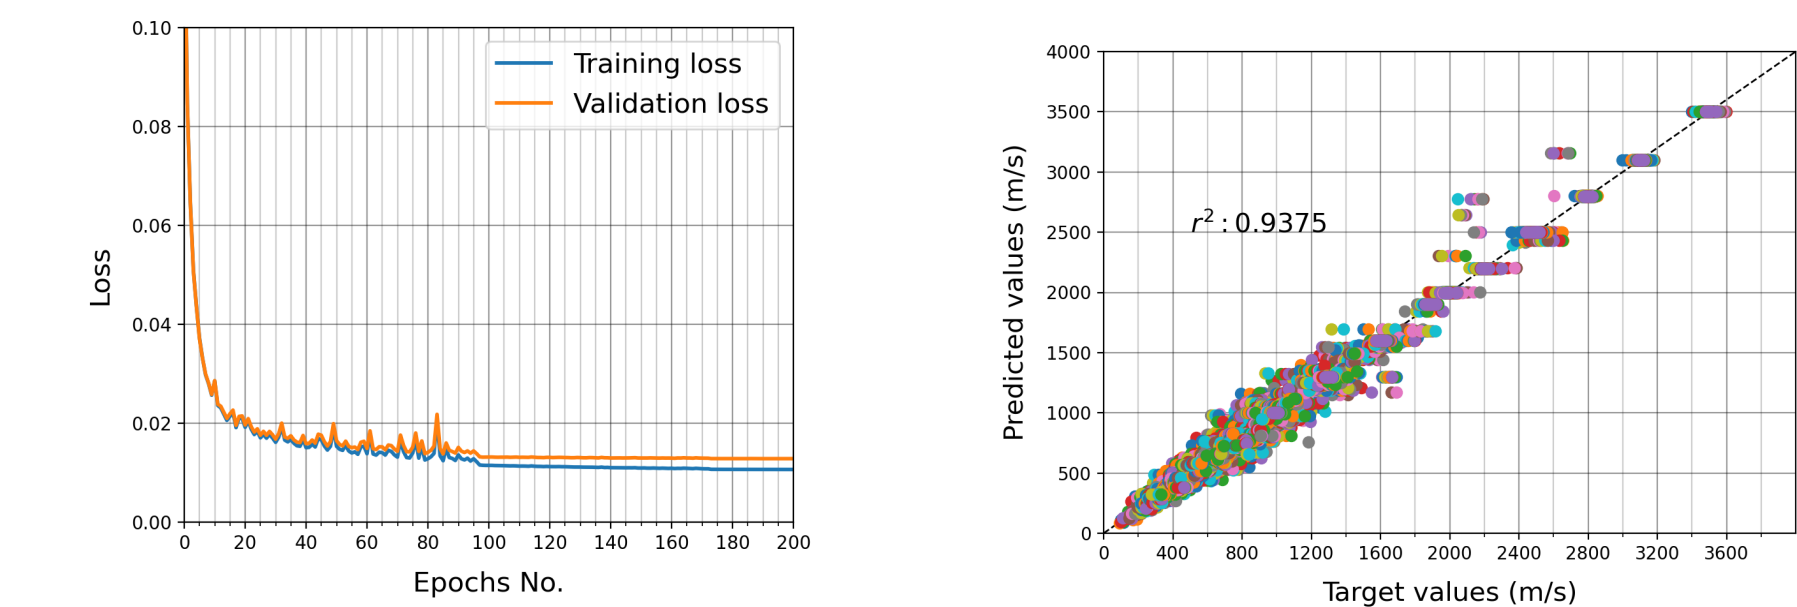 0.10
0.08
0.06
0.04
0.02
0.00
Loss
Training loss
Validation loss
0 20 40 60 80 100 120 140 160 180 200
Epochs No.
4000
3500
3000
2500
2000
1500
1000
500
0
Predicted values (m/s)
r² : 0.9375
0 400 800 1200 1600 2000 2400 2800 3200 3600
Target values (m/s)